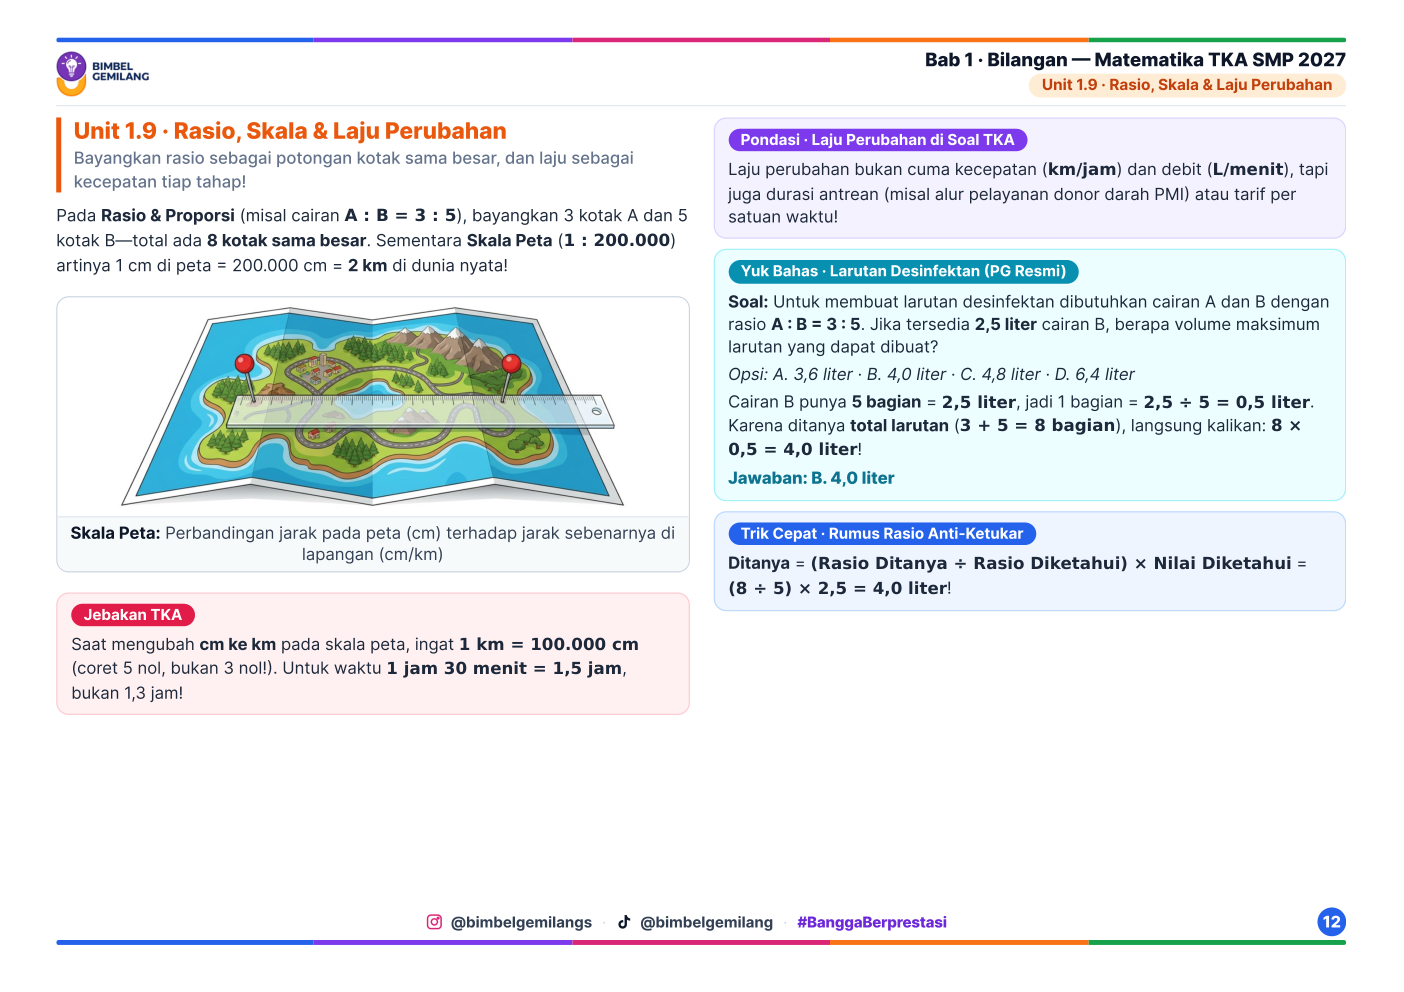 BIMBEL
GEMILANG
Bab 1 · Bilangan — Matematika TKA SMP 2027
Unit 1.9 · Rasio, Skala & Laju Perubahan
Unit 1.9 · Rasio, Skala & Laju Perubahan
Bayangkan rasio sebagai potongan kotak sama besar, dan laju sebagai
kecepatan tiap tahap!
Pada Rasio & Proporsi (misal cairan A : B = 3 : 5), bayangkan 3 kotak A dan 5
kotak B—total ada 8 kotak sama besar. Sementara Skala Peta (1 : 200.000)
artinya 1 cm di peta = 200.000 cm = 2 km di dunia nyata!
Skala Peta: Perbandingan jarak pada peta (cm) terhadap jarak sebenarnya di
lapangan (cm/km)
Jebakan TKA
Saat mengubah cm ke km pada skala peta, ingat 1 km = 100.000 cm
(coret 5 nol, bukan 3 nol!). Untuk waktu 1 jam 30 menit = 1,5 jam,
bukan 1,3 jam!
Pondasi · Laju Perubahan di Soal TKA
Laju perubahan bukan cuma kecepatan (km/jam) dan debit (L/menit), tapi
juga durasi antrean (misal alur pelayanan donor darah PMI) atau tarif per
satuan waktu!
Yuk Bahas · Larutan Desinfektan (PG Resmi)
Soal: Untuk membuat larutan desinfektan dibutuhkan cairan A dan B dengan
rasio A : B = 3 : 5. Jika tersedia 2,5 liter cairan B, berapa volume maksimum
larutan yang dapat dibuat?
Opsi: A. 3,6 liter · B. 4,0 liter · C. 4,8 liter · D. 6,4 liter
Cairan B punya 5 bagian = 2,5 liter, jadi 1 bagian = 2,5 ÷ 5 = 0,5 liter.
Karena ditanya total larutan (3 + 5 = 8 bagian), langsung kalikan: 8 ×
0,5 = 4,0 liter!
Jawaban: B. 4,0 liter
Trik Cepat · Rumus Rasio Anti-Ketukar
Ditanya = (Rasio Ditanya ÷ Rasio Diketahui) × Nilai Diketahui =
(8 ÷ 5) × 2,5 = 4,0 liter!
@bimbelgemilangs · @bimbelgemilang · #BanggaBerprestasi
12